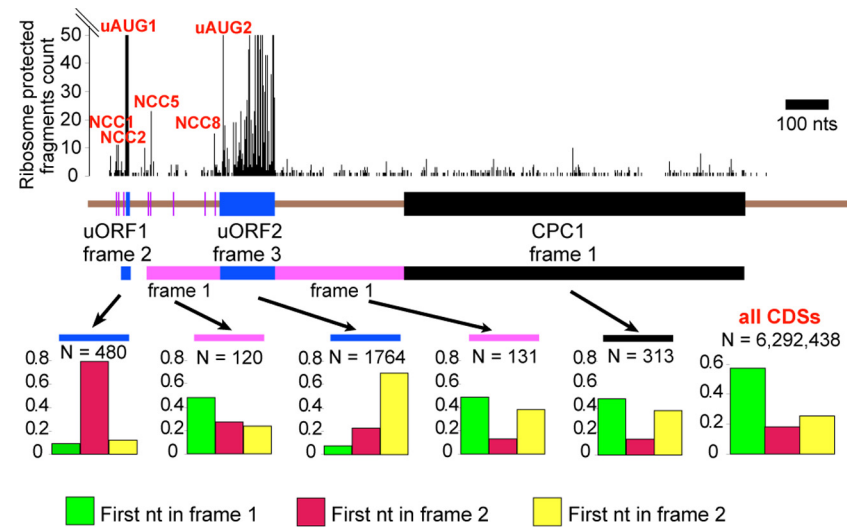 uAUG1
uAUG2
50
40
30
20
10
0
Ribosome protected
fragments count
NCC1
NCC2
NCC5
NCC8
100 nts
uORF1
frame 2
uORF2
frame 3
CPC1
frame 1
frame 1
frame 1
all CDSs
N = 480
N = 120
N = 1764
N = 131
N = 313
N = 6,292,438
0.8
0.6
0.4
0.2
0
0.8
0.6
0.4
0.2
0
0.8
0.6
0.4
0.2
0
0.8
0.6
0.4
0.2
0
0.8
0.6
0.4
0.2
0
0.6
0.4
0.2
0
First nt in frame 1
First nt in frame 2
First nt in frame 2